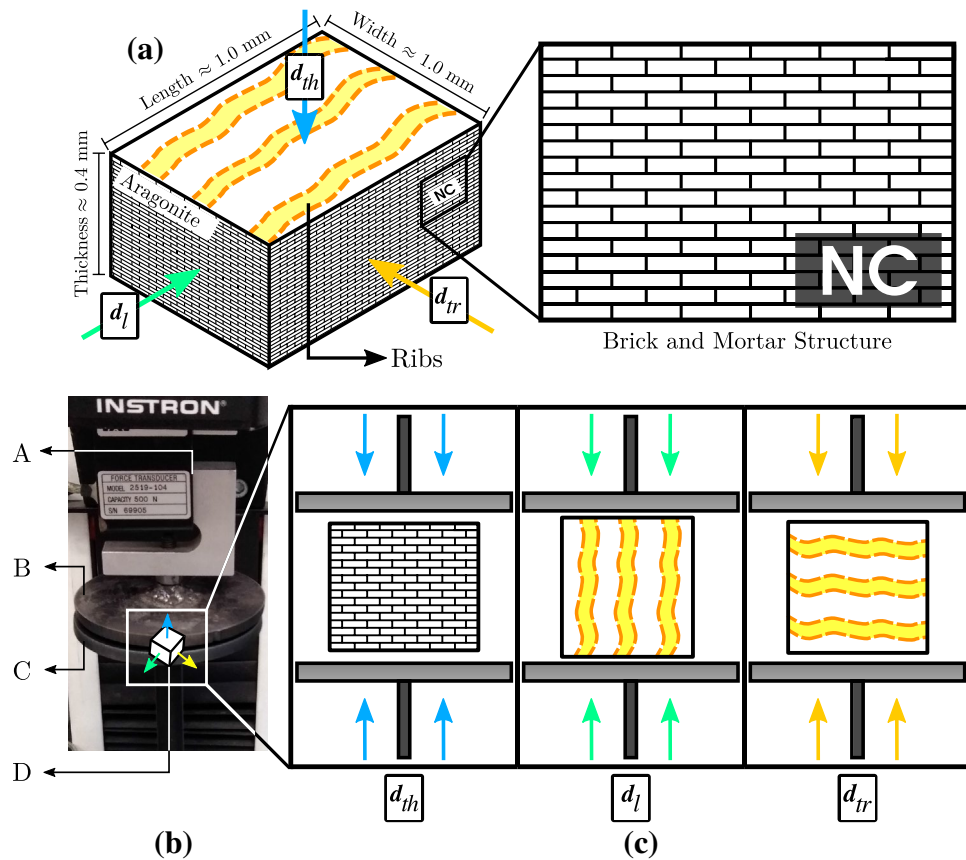 (a)
Length ≈ 1.0 mm
Width ≈ 1.0 mm
Thickness ≈ 0.4 mm
d_th
Aragonite
NC
d_l
d_tr
Ribs
NC
Brick and Mortar Structure
INSTRON®
A
FORCE TRANSDUCER
MODEL 2519-104
CAPACITY 500 N
S/N 69905
B
C
D
d_th
d_l
d_tr
(b)
(c)